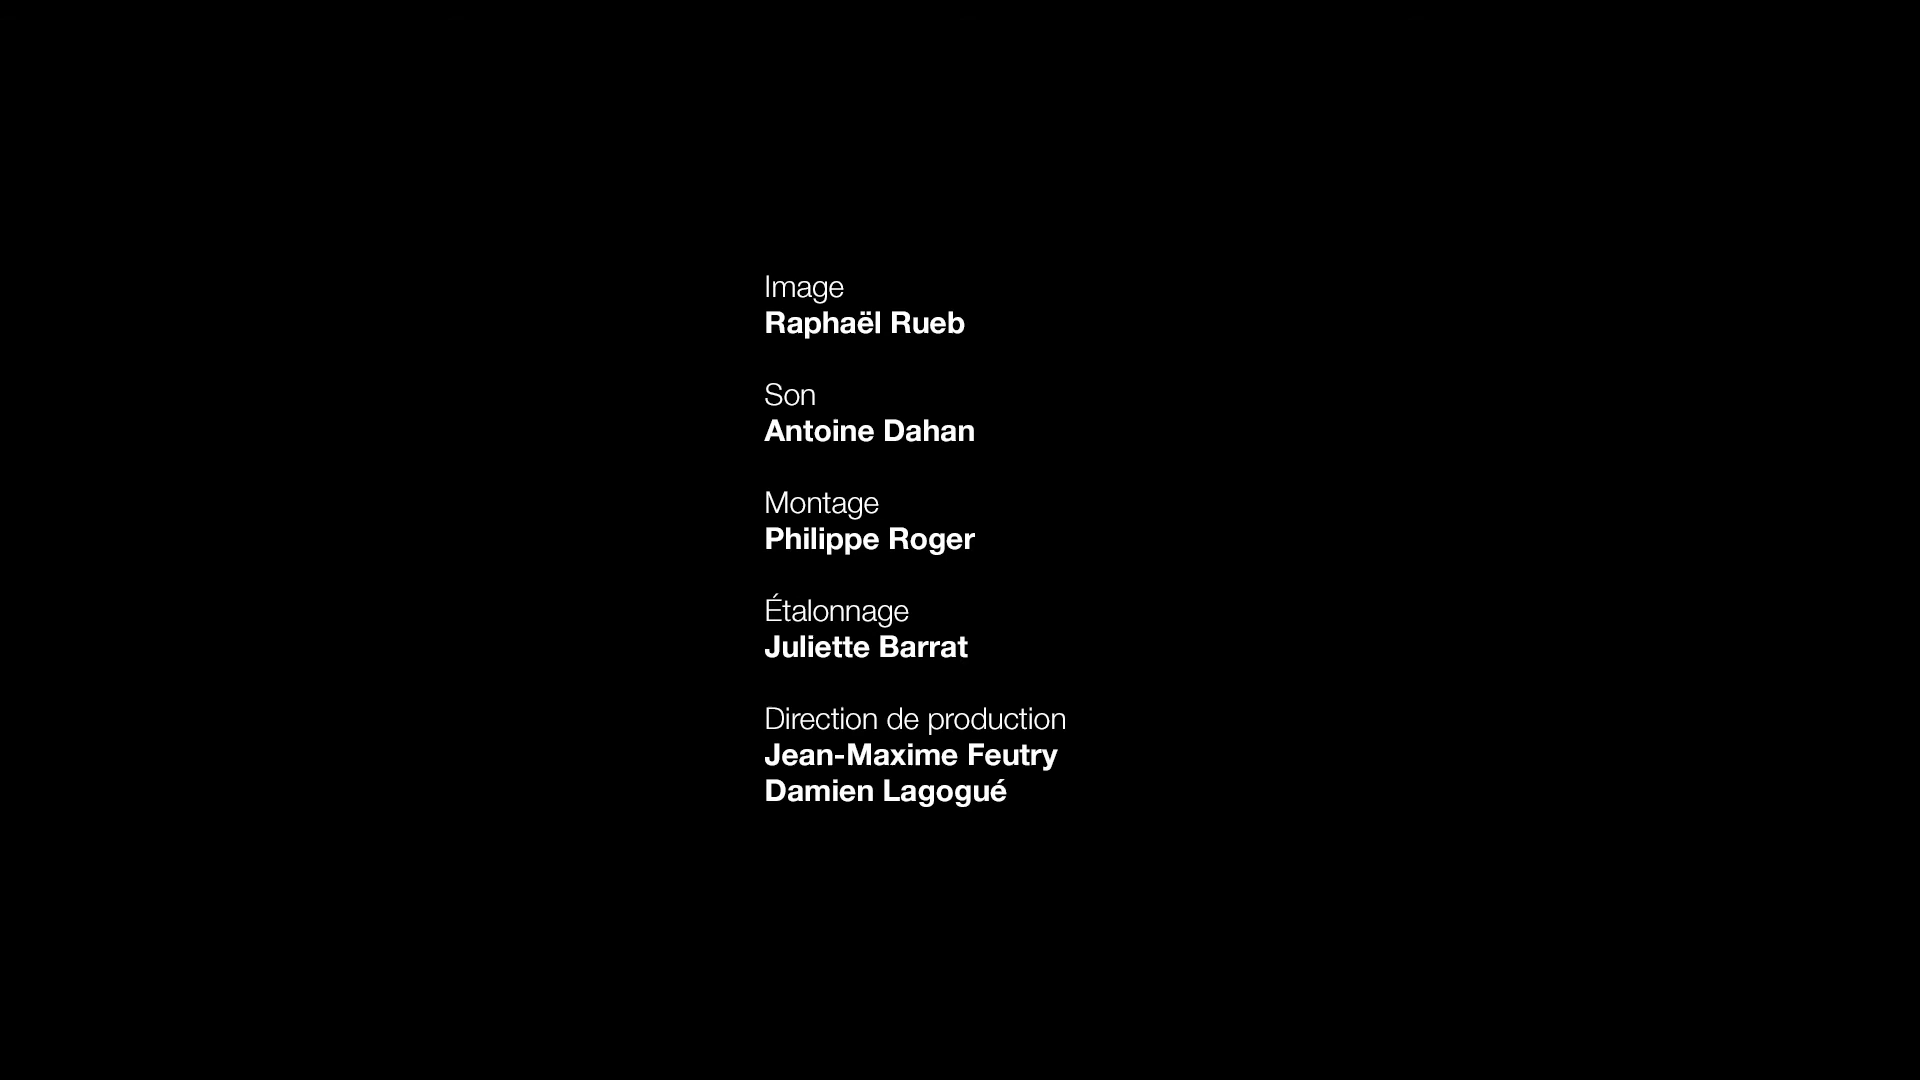 Image
Raphaël Rueb
Son
Antoine Dahan
Montage
Philippe Roger
Étalonnage
Juliette Barrat
Direction de production
Jean-Maxime Feutry
Damien Lagogué